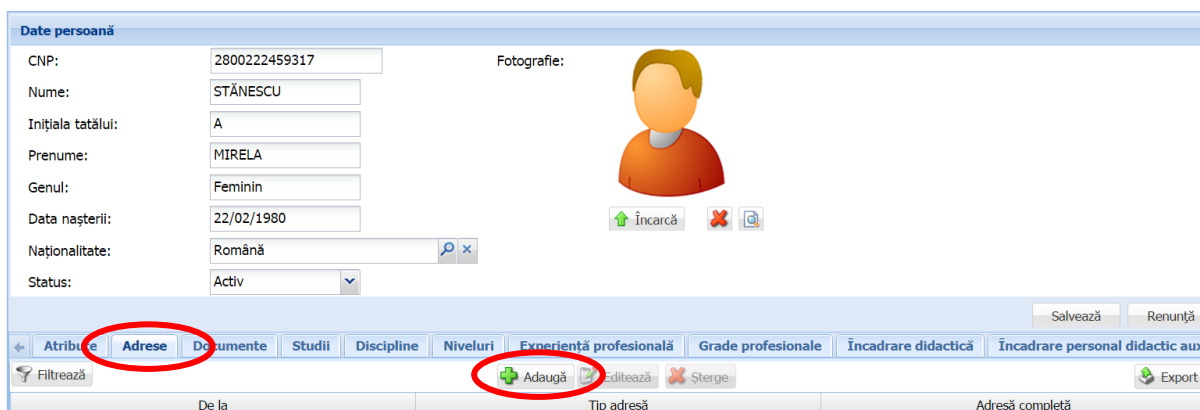 Date persoană
CNP: 2800222459317 Fotografie:
Nume: STĂNESCU
Inițiala tatălui: A
Prenume: MIRELA
Genul: Feminin
Data nașterii: 22/02/1980
Încarcă
Naționalitate: Română
Status: Activ
Salvează Renunță
Atribute Adrese Documente Studii Discipline Niveluri Experiență profesională Grade profesionale Încadrare didactică Încadrare personal didactic aux
Filtrează Adaugă Editează Șterge Export
De la Tip adresă Adresă completă